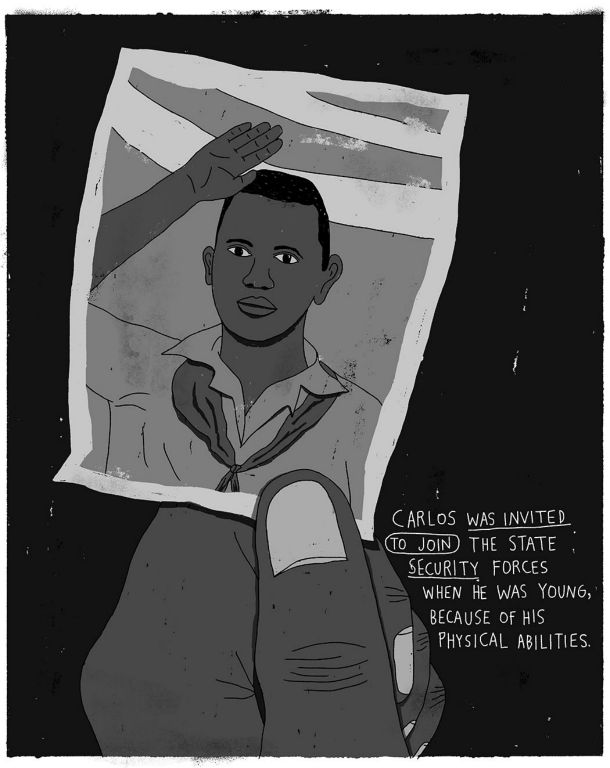 CARLOS WAS INVITED
TO JOIN THE STATE
SECURITY FORCES
WHEN HE WAS YOUNG,
BECAUSE OF HIS
PHYSICAL ABILITIES.